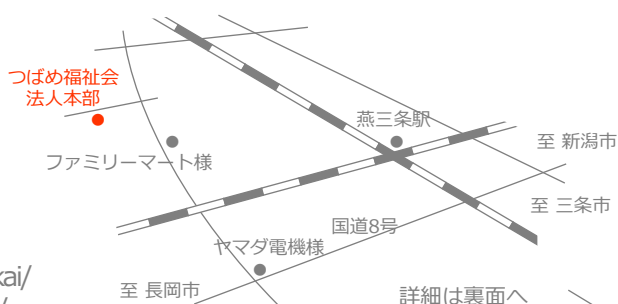 つばめ福祉会
法人本部
燕三条駅
至 新潟市
ファミリーマート様
至 三条市
国道8号
ヤマダ電機様
kai/
至 長岡市
詳細は裏面へ